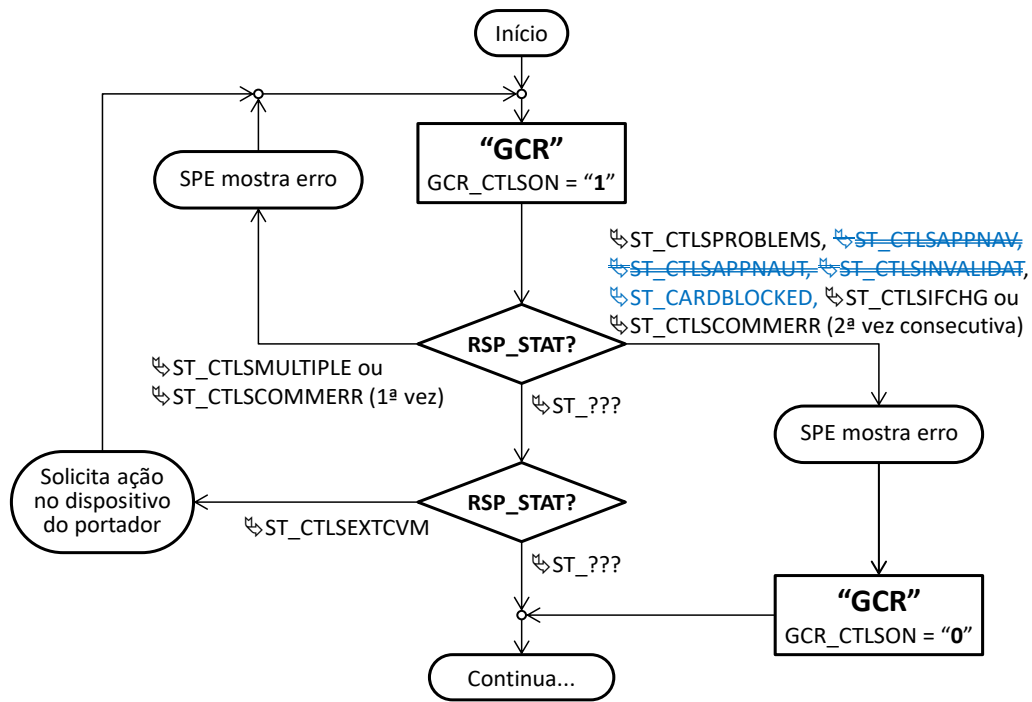 Início
“GCR”
GCR_CTLSON = “1”
SPE mostra erro
ST_CTLSPROBLEMS, ST_CTLSAPPNAV,
ST_CTLSAPPNAUT, ST_CTLSINVALIDAT,
ST_CARDBLOCKED, ST_CTLSIFCHG ou
ST_CTLSCOMMERR (2ª vez consecutiva)
RSP_STAT?
ST_CTLSMULTIPLE ou
ST_CTLSCOMMERR (1ª vez)
ST_???
SPE mostra erro
Solicita ação
no dispositivo
do portador
RSP_STAT?
ST_CTLSEXTCVM
ST_???
“GCR”
GCR_CTLSON = “0”
Continua...